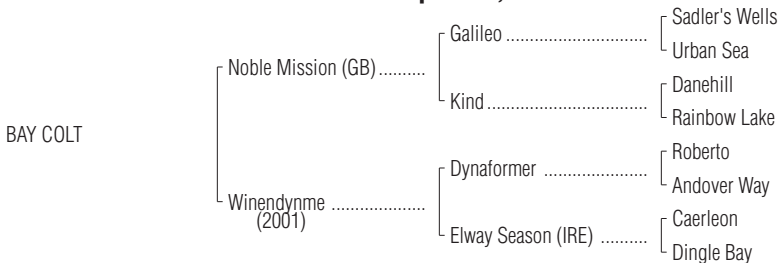 Sadler's Wells
Galileo ..............................
Urban Sea
Noble Mission (GB)..........
Danehill
Kind..................................
Rainbow Lake
BAY COLT
Roberto
Dynaformer ......................
Andover Way
Winendynme ....................
(2001)
Caerleon
Elway Season (IRE) ..........
Dingle Bay